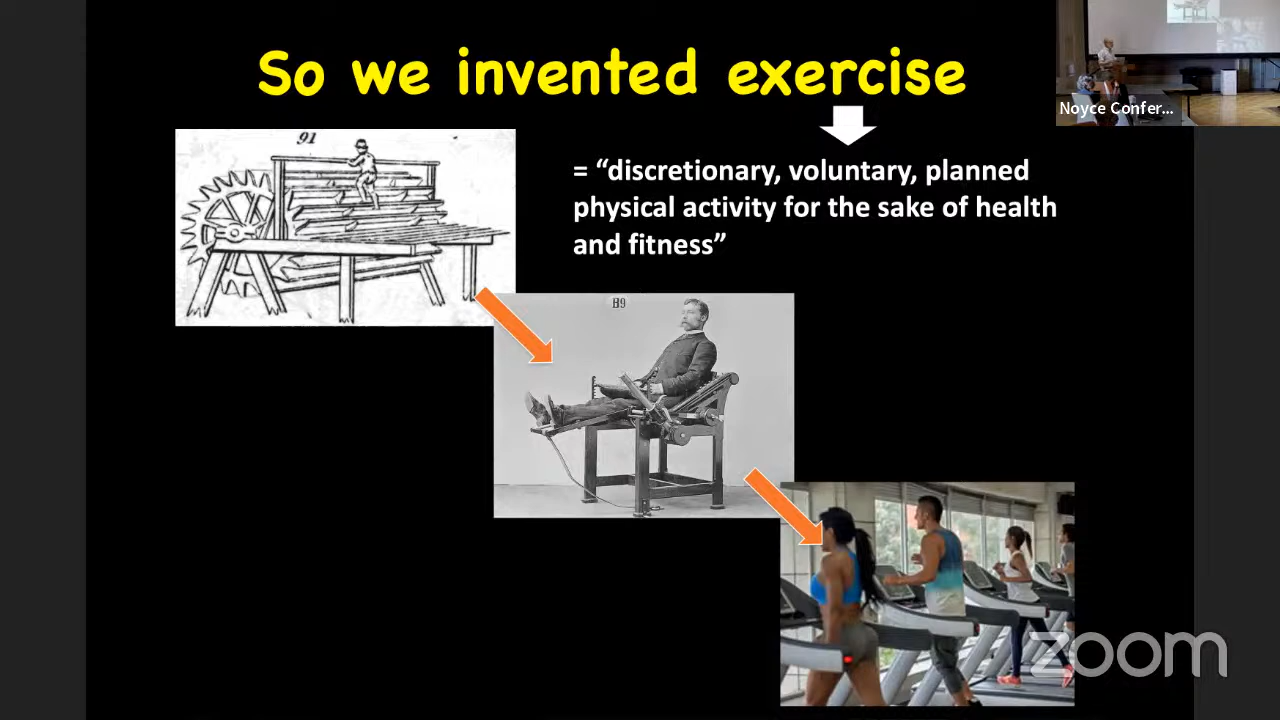 So we invented exercise
Noyce Confer...
91
= “discretionary, voluntary, planned
physical activity for the sake of health
and fitness”
B9
zoom